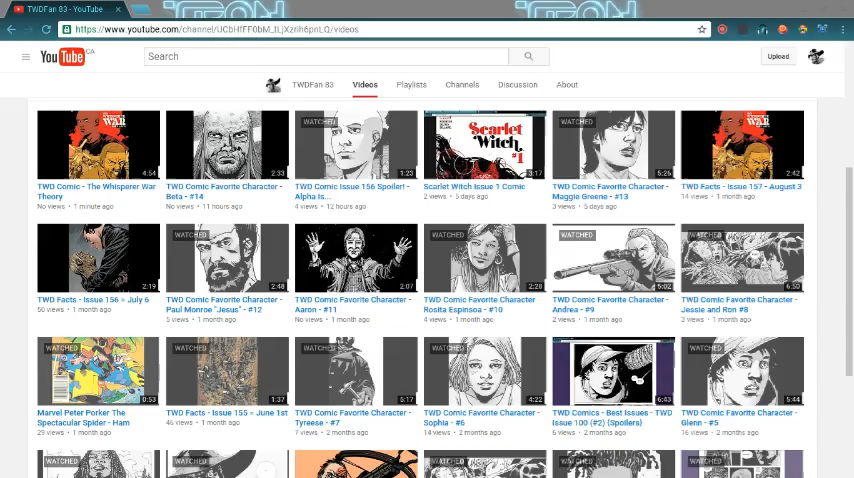 TWDFan 83 - YouTube
https://www.youtube.com/channel/
/videos
YouTube CA
Search
Upload
TWDFan 83
Videos
Playlists
Channels
Discussion
About
WAR
4:54
2:33
WATCHED
1:23
Scarlet Witch #1
3:17
WATCHED
5:26
WAR
2:42
TWD Comic - The Whisperer War Theory
No views • 1 minute ago
TWD Comic Favorite Character - Beta - #14
No views • 11 hours ago
TWD Comic Issue 156 Spoiler! - Alpha Is...
4 views • 12 hours ago
Scarlet Witch Issue 1 Comic
2 views • 5 days ago
TWD Comic Favorite Character - Maggie Greene - #13
3 views • 5 days ago
TWD Facts - Issue 157 - August 3
14 views • 1 month ago
2:19
WATCHED
2:48
2:07
WATCHED
2:28
WATCHED
5:02
WATCHED
6:50
TWD Facts - Issue 156 = July 6
50 views • 1 month ago
TWD Comic Favorite Character - Paul Monroe "Jesus" - #12
5 views • 1 month ago
TWD Comic Favorite Character - Aaron - #11
No views • 1 month ago
TWD Comic Favorite Character Rosita Espinsoa - #10
4 views • 1 month ago
TWD Comic Favorite Character - Andrea - #9
2 views • 1 month ago
TWD Comic Favorite Character - Jessie and Ron #8
3 views • 1 month ago
WATCHED
0:53
WATCHED
1:37
WATCHED
5:17
WATCHED
4:22
6:43
WATCHED
5:44
Marvel Peter Porker The Spectacular Spider - Ham
29 views • 1 month ago
TWD Facts - Issue 155 = June 1st
46 views • 1 month ago
TWD Comic Favorite Character - Tyreese - #7
7 views • 2 months ago
TWD Comic Favorite Character - Sophia - #6
14 views • 2 months ago
TWD Comics - Best Issues - TWD Issue 100 (#2) {Spoilers}
6 views • 2 months ago
TWD Comic Favorite Character - Glenn - #5
16 views • 2 months ago
WATCHED
WATCHED
WATCHED
WATCHED
WATCHED